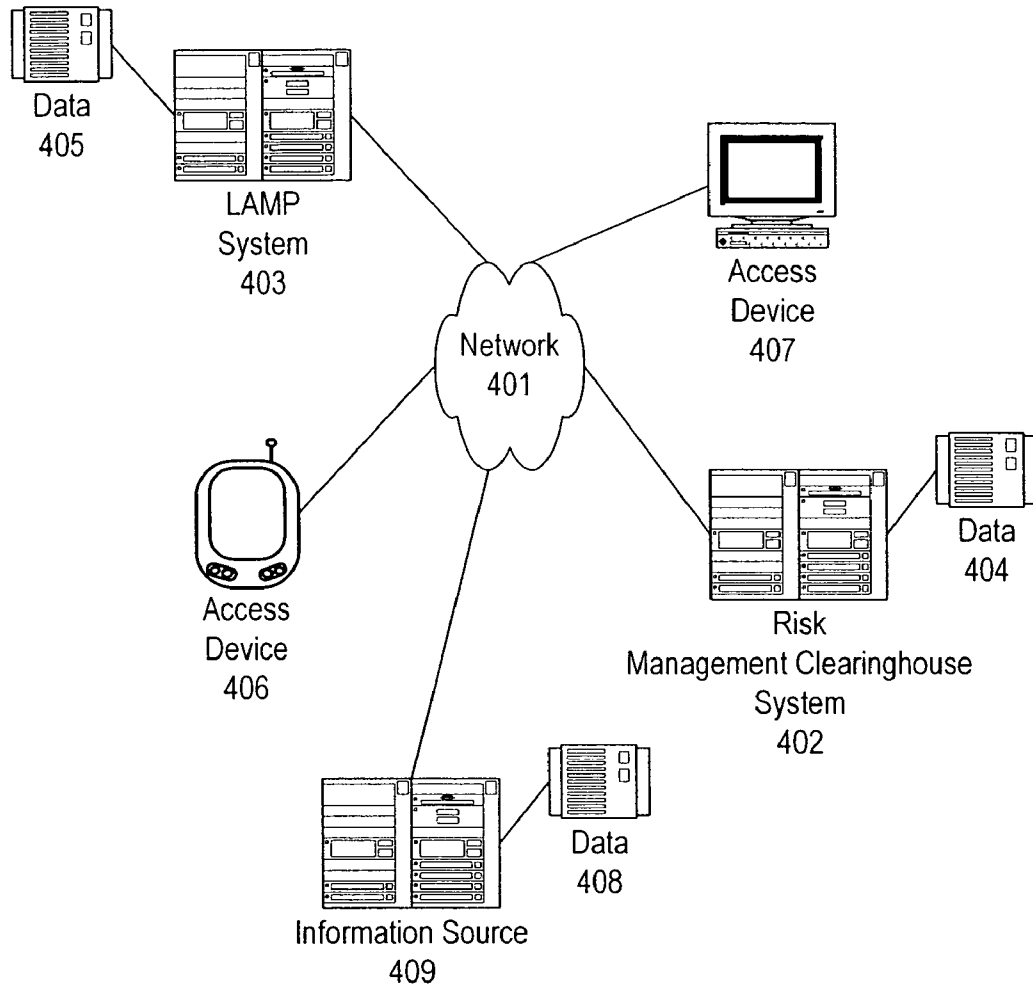 Data
405
LAMP
System
403
Access
Device
407
Network
401
Access
Device
406
Data
404
Risk
Management Clearinghouse
System
402
Data
408
Information Source
409